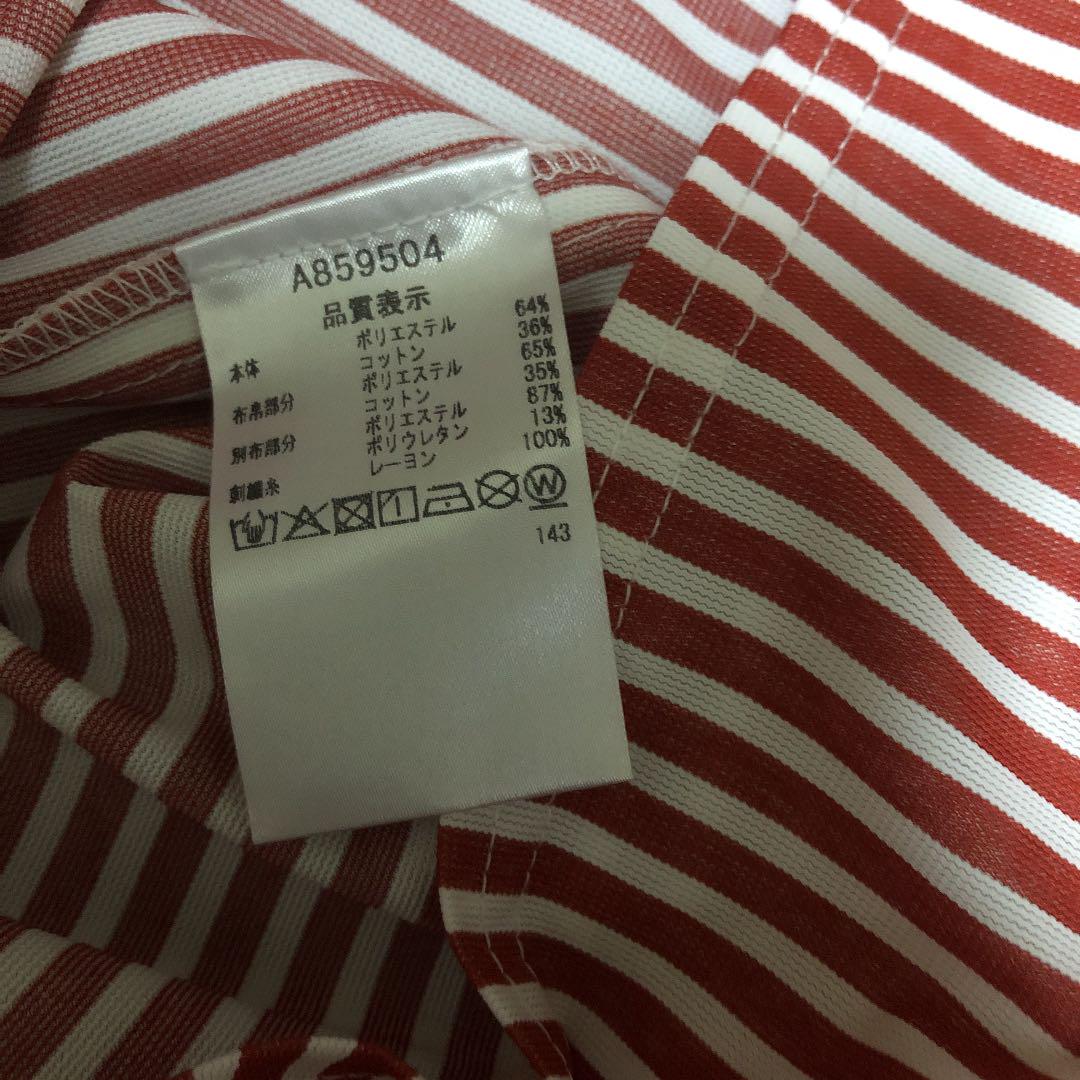 A859504
品質表示
本体 ポリエステル 64%
コットン 36%
布帛部分 ポリエステル 65%
コットン 35%
別布部分 ポリエステル 87%
ポリウレタン 13%
刺繍糸 レーヨン 100%
W
143